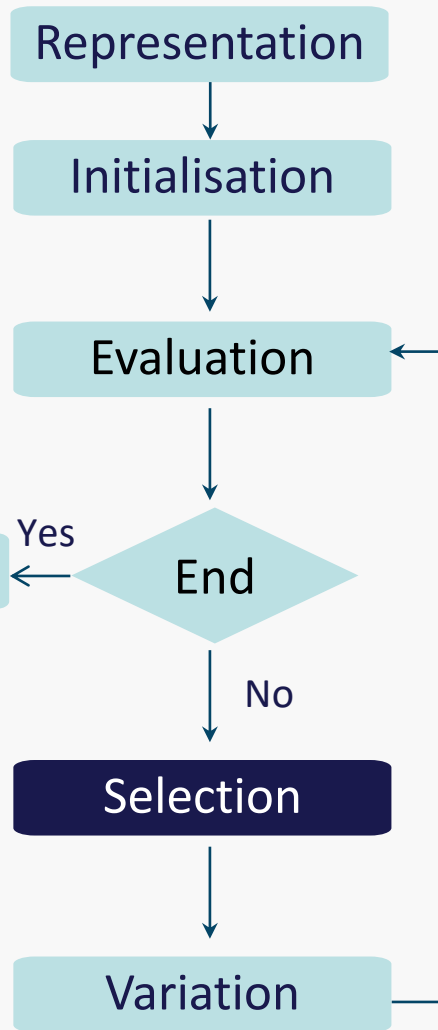 Representation
Initialisation
Evaluation
Yes
End
No
Selection
Variation